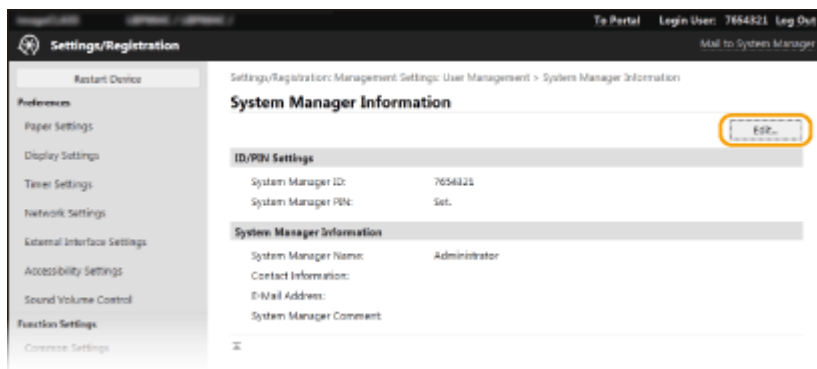 To Portal Login User: 7654321 Log Out
Settings/Registration
Mail to System Manager
Restart Device
Settings/Registration: Management Settings: User Management > System Manager Information
Preferences
System Manager Information
Paper Settings
Edit...
Display Settings
ID/PIN Settings
Timer Settings
System Manager ID: 7654321
System Manager PIN: Set.
Network Settings
System Manager Information
External Interface Settings
System Manager Name: Administrator
Accessibility Settings
Contact Information:
E-Mail Address:
Sound Volume Control
System Manager Comment:
Function Settings
Common Settings